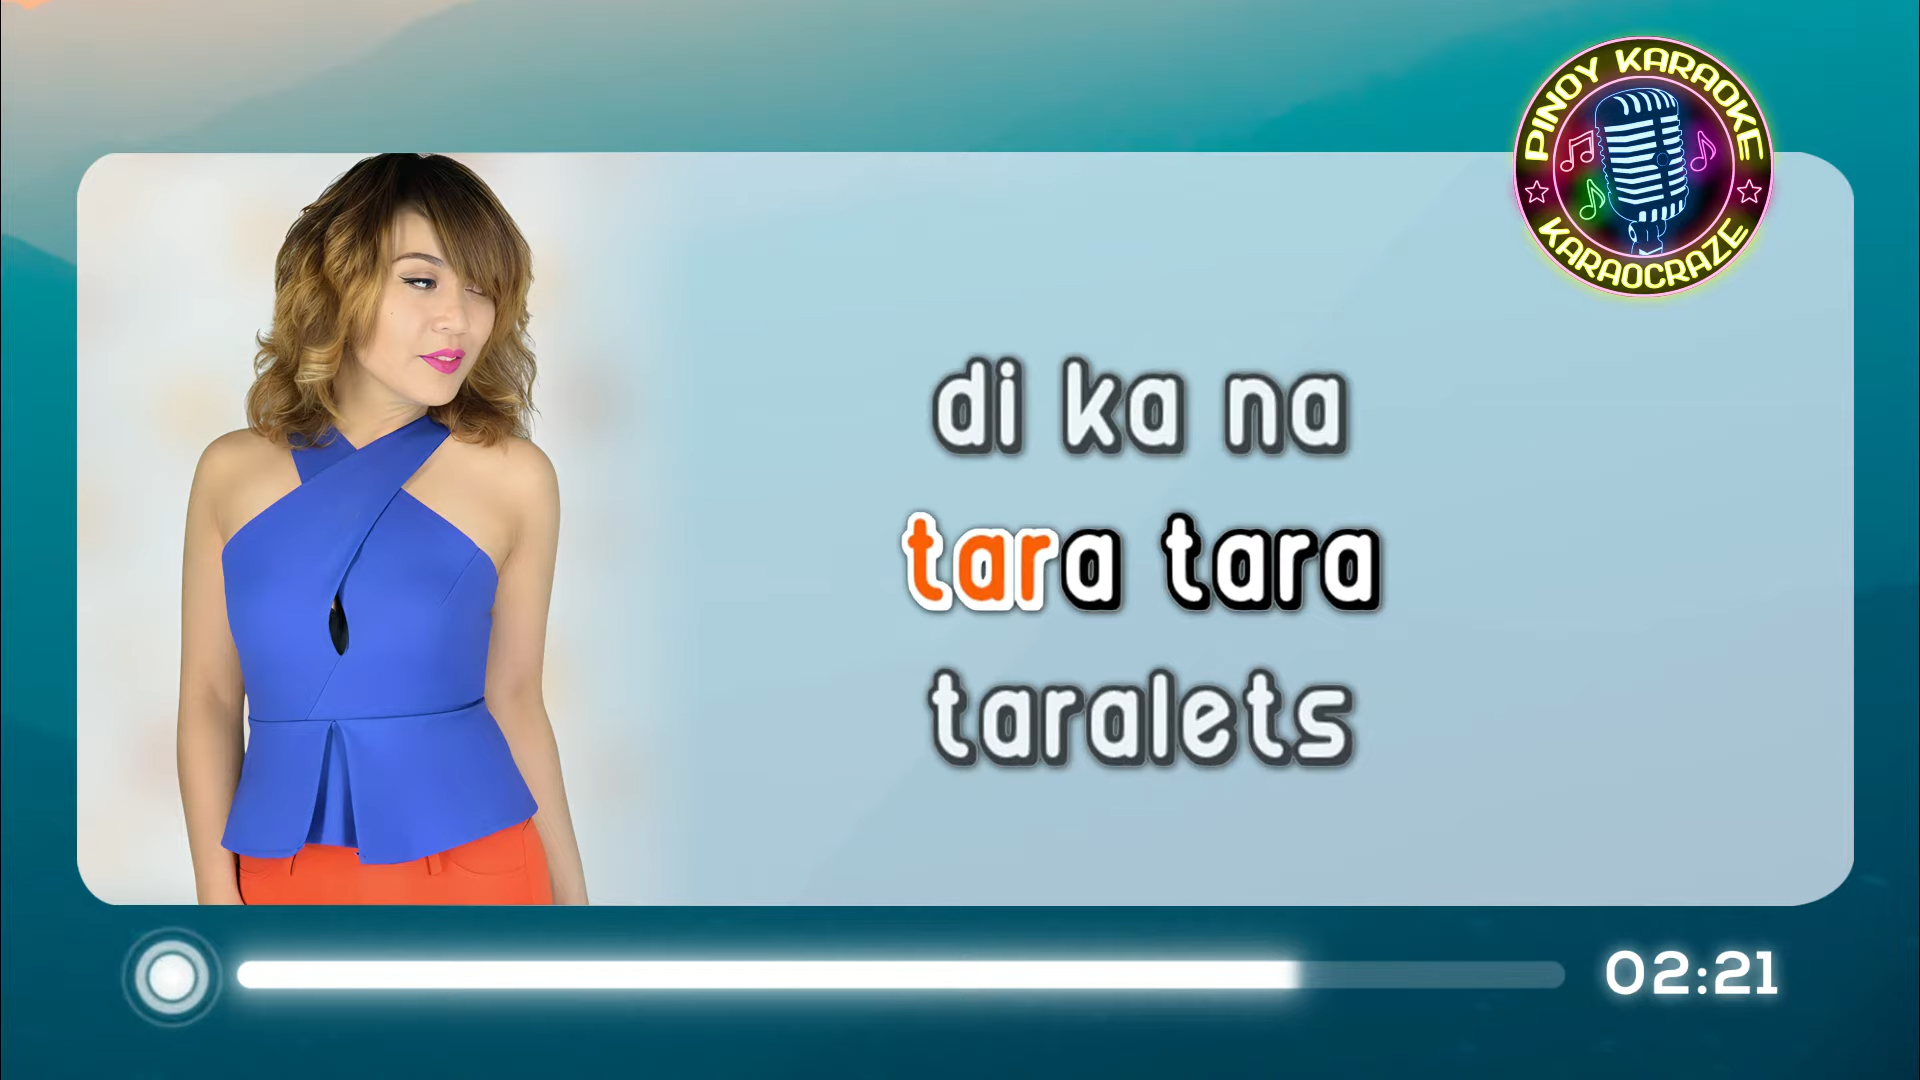 PINOY KARAOKE
KARAOCRAZE
di ka na
tara tara
taralets
02:21